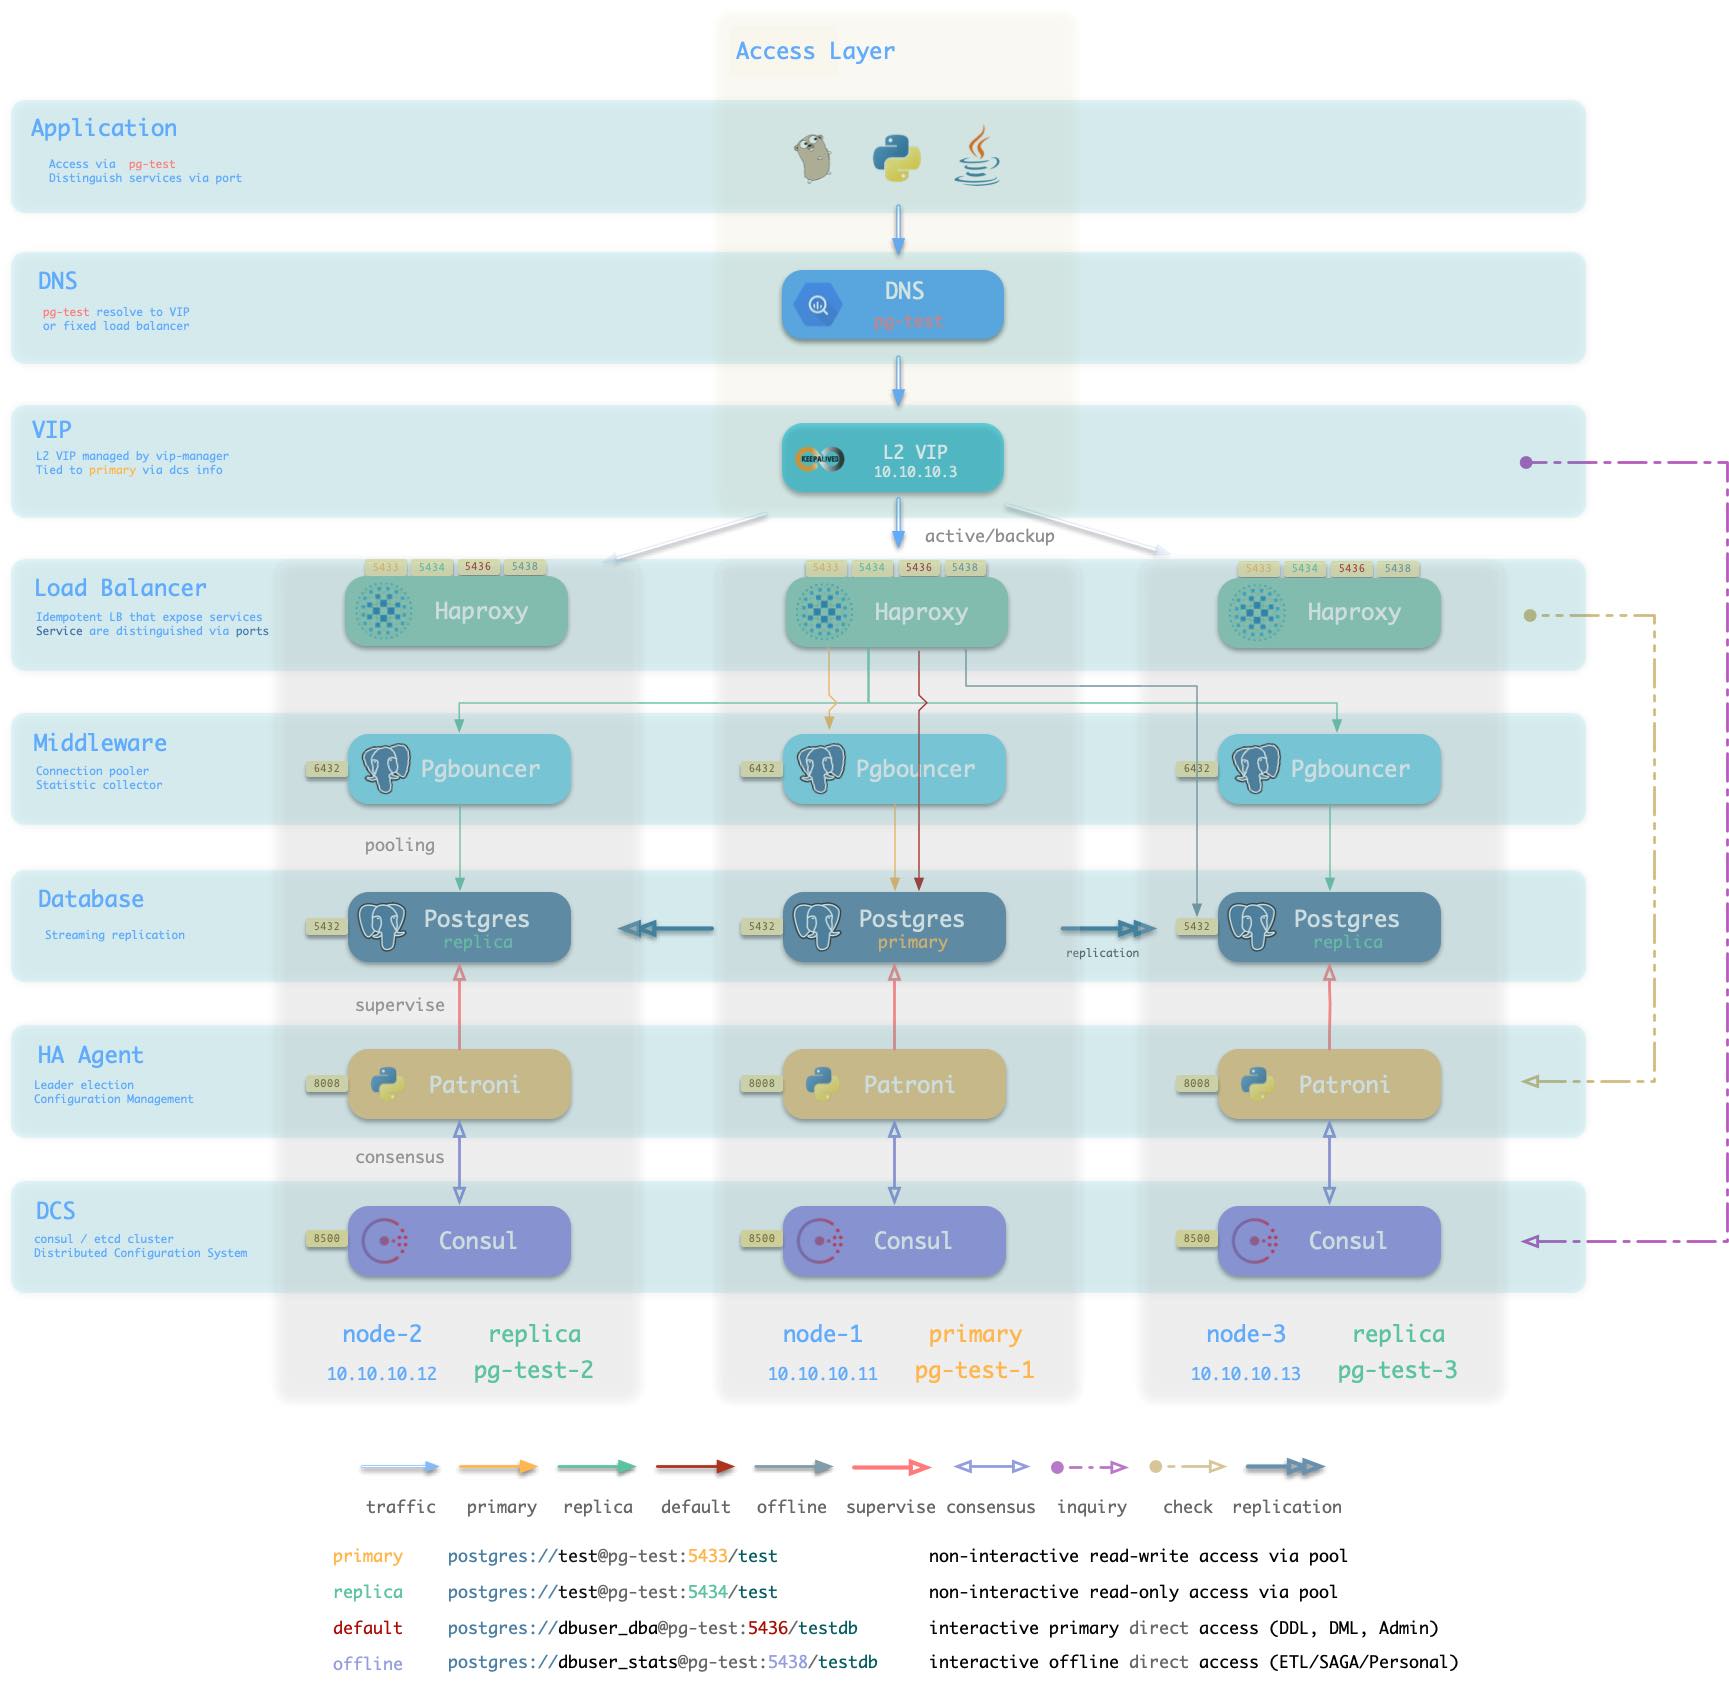 Access Layer
Application
Access via pg-test
Distinguish services via port
DNS
pg-test resolve to VIP
or fixed load balancer
DNS
pg-test
VIP
L2 VIP managed by vip-manager
Tied to primary via dcs info
KEEPALIVED
L2 VIP
10.10.10.3
active/backup
Load Balancer
Idempotent LB that expose services
Service are distinguished via ports
5433 5434 5436 5438
Haproxy
5433 5434 5436 5438
Haproxy
5433 5434 5436 5438
Haproxy
Middleware
Connection pooler
Statistic collector
6432 Pgbouncer
6432 Pgbouncer
6432 Pgbouncer
pooling
Database
Streaming replication
5432 Postgres
replica
5432 Postgres
primary
replication
5432 Postgres
replica
supervise
HA Agent
Leader election
Configuration Management
8008 Patroni
8008 Patroni
8008 Patroni
consensus
DCS
consul / etcd cluster
Distributed Configuration System
8500 Consul
8500 Consul
8500 Consul
node-2 replica
10.10.10.12 pg-test-2
node-1 primary
10.10.10.11 pg-test-1
node-3 replica
10.10.10.13 pg-test-3
traffic primary replica default offline supervise consensus inquiry check replication
primary postgres://test@pg-test:5433/test non-interactive read-write access via pool
replica postgres://test@pg-test:5434/test non-interactive read-only access via pool
default postgres://dbuser_dba@pg-test:5436/testdb interactive primary direct access (DDL, DML, Admin)
offline postgres://dbuser_stats@pg-test:5438/testdb interactive offline direct access (ETL/SAGA/Personal)